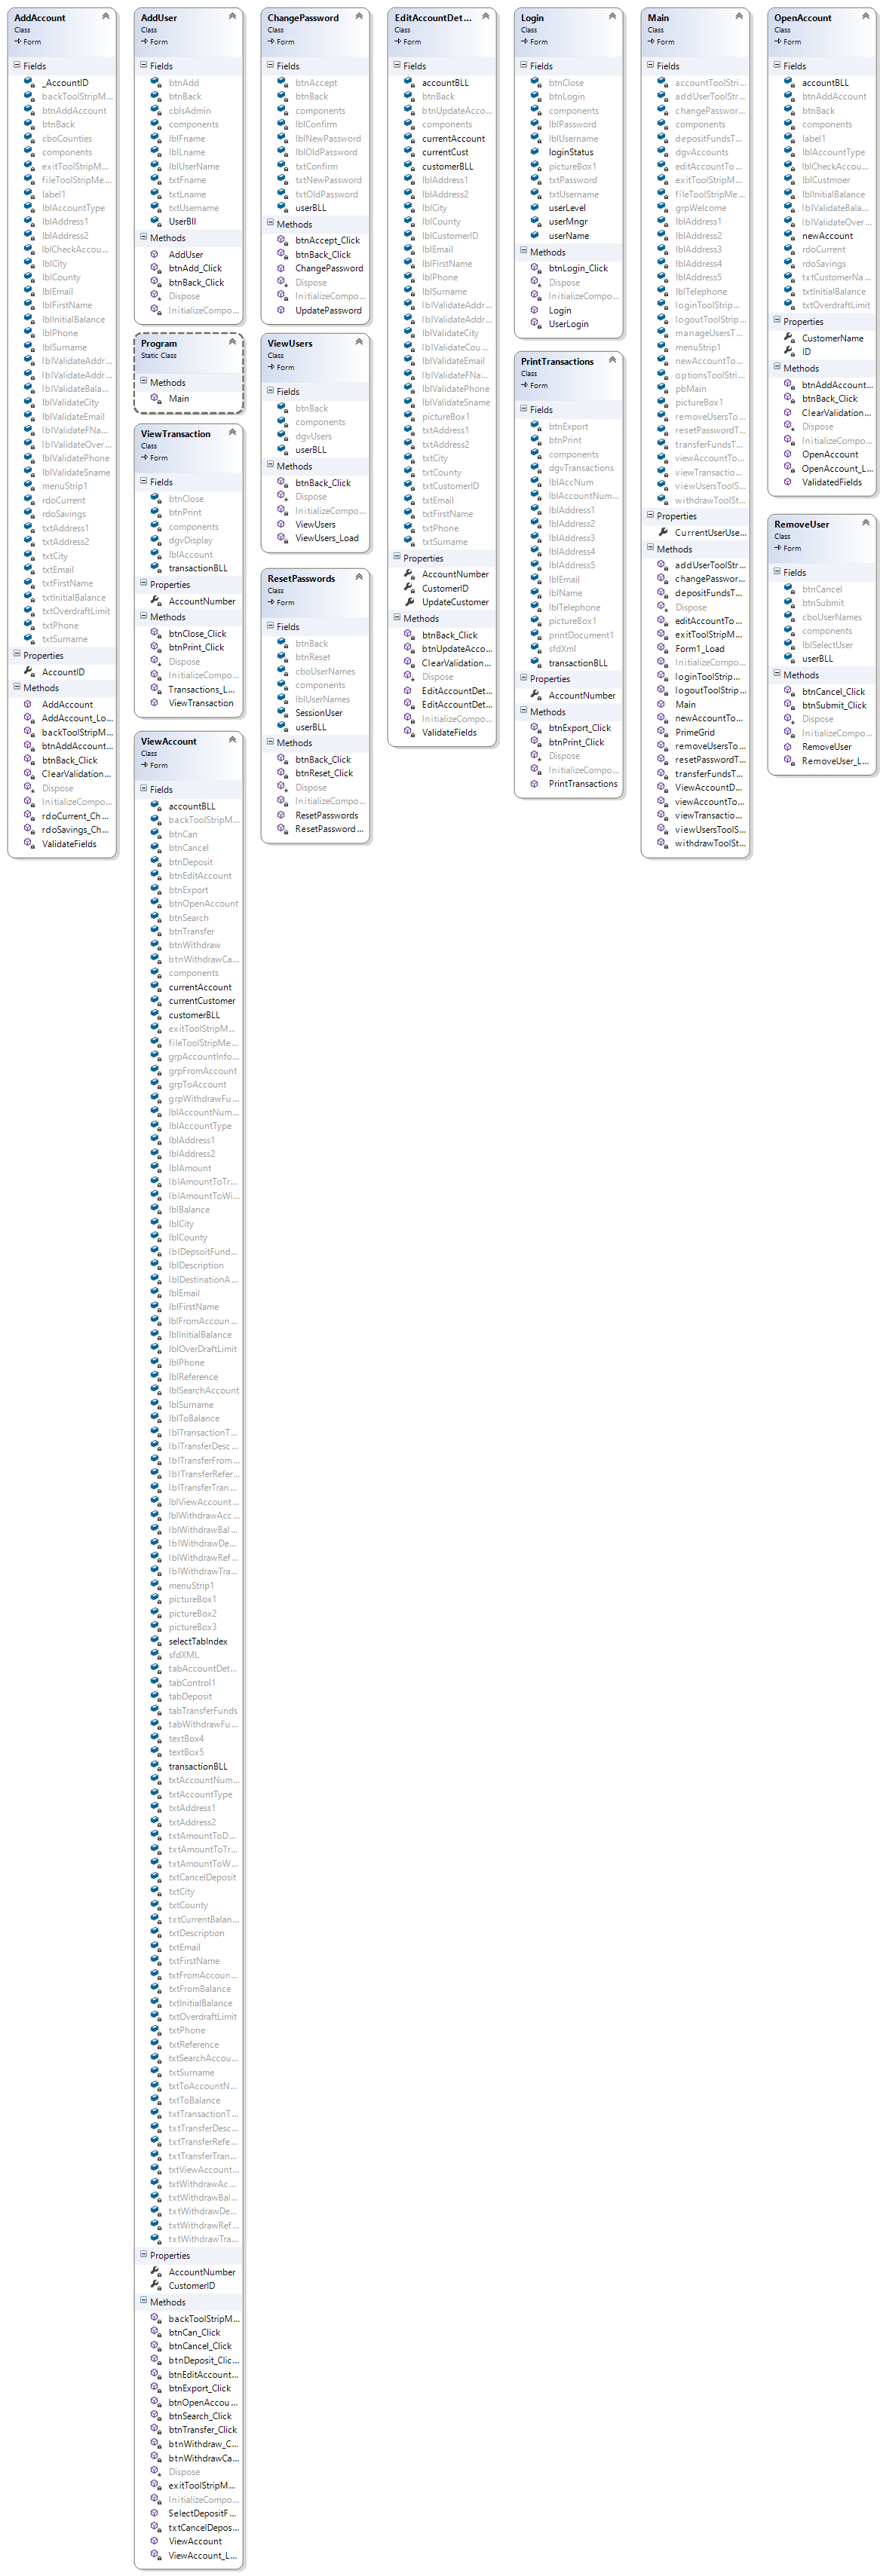 AddAccount
Class
Form
Fields
_AccountID
backToolStripM...
btnAddAccount
btnBack
cboCounties
components
exitToolStripM...
fileToolStripMe...
label1
lblAccountType
lblAddress1
lblAddress2
lblCheckAccou...
lblCity
lblCounty
lblEmail
lblFirstName
lblInitialBalance
lblPhone
lblSurname
lblValidateAddr...
lblValidateAddr...
lblValidateBala...
lblValidateCity
lblValidateEmail
lblValidateFNa...
lblValidateOver...
lblValidatePhone
lblValidateSname
menuStrip1
rdoCurrent
rdoSavings
txtAddress1
txtAddress2
txtCity
txtEmail
txtFirstName
txtInitialBalance
txtOverdraftLimit
txtPhone
txtSurname
Properties
AccountID
Methods
AddAccount
AddAccount_Lo...
backToolStripM...
btnAddAccount...
btnBack_Click
ClearValidation...
Dispose
InitializeCompo...
rdoCurrent_Ch...
rdoSavings_Ch...
ValidateFields
AddUser
Class
Form
Fields
btnAdd
btnBack
cbIsAdmin
components
lblFname
lblLname
lblUserName
txtFname
txtLname
txtUsername
UserBll
Methods
AddUser
btnAdd_Click
btnBack_Click
Dispose
InitializeCompo...
Program
Static Class
Methods
Main
ViewTransaction
Class
Form
Fields
btnClose
btnPrint
components
dgvDisplay
lblAccount
transactionBLL
Properties
AccountNumber
Methods
btnClose_Click
btnPrint_Click
Dispose
InitializeCompo...
Transactions_L...
ViewTransaction
ViewAccount
Class
Form
Fields
accountBLL
backToolStripM...
btnCan
btnCancel
btnDeposit
btnEditAccount
btnExport
btnOpenAccount
btnSearch
btnTransfer
btnWithdraw
btnWithdrawCa...
components
currentAccount
currentCustomer
customerBLL
exitToolStripM...
fileToolStripMe...
grpAccountInfo...
grpFromAccount
grpToAccount
grpWithdrawFu...
lblAccountNum...
lblAccountType
lblAddress1
lblAddress2
lblAmount
lblAmountToTr...
lblAmountToWi...
lblBalance
lblCity
lblCounty
lblDepsoitFund...
lblDescription
lblDestinationA...
lblEmail
lblFirstName
lblFromAccoun...
lblInitialBalance
lblOverDraftLimit
lblPhone
lblReference
lblSearchAccount
lblSurname
lblToBalance
lblTransactionT...
lblTransferDesc...
lblTransferFrom...
lblTransferRefer...
lblTransferTran...
lblViewAccount...
lblWithdrawAcc...
lblWithdrawBal...
lblWithdrawDe...
lblWithdrawRef...
lblWithdrawTra...
menuStrip1
pictureBox1
pictureBox2
pictureBox3
selectTabIndex
sfdXML
tabAccountDet...
tabControl1
tabDeposit
tabTransferFunds
tabWithdrawFu...
textBox4
textBox5
transactionBLL
txtAccountNum...
txtAccountType
txtAddress1
txtAddress2
txtAmountToD...
txtAmountToTr...
txtAmountToW...
txtCancelDeposit
txtCity
txtCounty
txtCurrentBalan...
txtDescription
txtEmail
txtFirstName
txtFromAccoun...
txtFromBalance
txtInitialBalance
txtOverdraftLimit
txtPhone
txtReference
txtSearchAccou...
txtSurname
txtToAccountN...
txtToBalance
txtTransactionT...
txtTransferDesc...
txtTransferRefe...
txtTransferTran...
txtViewAccount...
txtWithdrawAc...
txtWithdrawBal...
txtWithdrawDe...
txtWithdrawRef...
txtWithdrawTra...
Properties
AccountNumber
CustomerID
Methods
backToolStripM...
btnCan_Click
btnCancel_Click
btnDeposit_Clic...
btnEditAccount...
btnExport_Click
btnOpenAccou...
btnSearch_Click
btnTransfer_Click
btnWithdraw_C...
btnWithdrawCa...
Dispose
exitToolStripM...
InitializeCompo...
SelectDepositF...
txtCancelDepos...
ViewAccount
ViewAccount_L...
ChangePassword
Class
Form
Fields
btnAccept
btnBack
components
lblConfirm
lblNewPassword
lblOldPassword
txtConfirm
txtNewPassword
txtOldPassword
userBLL
Methods
btnAccept_Click
btnBack_Click
ChangePassword
Dispose
InitializeCompo...
UpdatePassword
ViewUsers
Class
Form
Fields
btnBack
components
dgvUsers
userBLL
Methods
btnBack_Click
Dispose
InitializeCompo...
ViewUsers
ViewUsers_Load
ResetPasswords
Class
Form
Fields
btnBack
btnReset
cboUserNames
components
lblUserNames
SessionUser
userBLL
Methods
btnBack_Click
btnReset_Click
Dispose
InitializeCompo...
ResetPasswords
ResetPassword...
EditAccountDet...
Class
Form
Fields
accountBLL
btnBack
btnUpdateAcco...
components
currentAccount
currentCust
customerBLL
lblAddress1
lblAddress2
lblCity
lblCounty
lblCustomerID
lblEmail
lblFirstName
lblPhone
lblSurname
lblValidateAddr...
lblValidateAddr...
lblValidateCity
lblValidateCou...
lblValidateEmail
lblValidateFNa...
lblValidatePhone
lblValidateSname
pictureBox1
txtAddress1
txtAddress2
txtCity
txtCounty
txtCustomerID
txtEmail
txtFirstName
txtPhone
txtSurname
Properties
AccountNumber
CustomerID
UpdateCustomer
Methods
btnBack_Click
btnUpdateAcco...
ClearValidation...
Dispose
EditAccountDet...
EditAccountDet...
InitializeCompo...
ValidateFields
Login
Class
Form
Fields
btnClose
btnLogin
components
lblPassword
lblUsername
loginStatus
pictureBox1
txtPassword
txtUsername
userLevel
userMngr
userName
Methods
btnLogin_Click
Dispose
InitializeCompo...
Login
UserLogin
PrintTransactions
Class
Form
Fields
btnExport
btnPrint
components
dgvTransactions
lblAccNum
lblAccountNum...
lblAddress1
lblAddress2
lblAddress3
lblAddress4
lblAddress5
lblEmail
lblName
lblTelephone
pictureBox1
printDocument1
sfdXml
transactionBLL
Properties
AccountNumber
Methods
btnExport_Click
btnPrint_Click
Dispose
InitializeCompo...
PrintTransactions
Main
Class
Form
Fields
accountToolStri...
addUserToolStr...
changePasswor...
components
depositFundsT...
dgvAccounts
editAccountTo...
exitToolStripM...
fileToolStripMe...
grpWelcome
lblAddress1
lblAddress2
lblAddress3
lblAddress4
lblAddress5
lblTelephone
loginToolStrip...
logoutToolStrip...
manageUsersT...
menuStrip1
newAccountTo...
optionsToolStri...
pbMain
pictureBox1
removeUsersTo...
resetPasswordT...
transferFundsT...
viewAccountTo...
viewTransactio...
viewUsersToolS...
withdrawToolSt...
Properties
CurrentUserUse...
Methods
addUserToolStr...
changePasswor...
depositFundsT...
Dispose
editAccountTo...
exitToolStripM...
Form1_Load
InitializeCompo...
loginToolStrip...
logoutToolStrip...
Main
newAccountTo...
PrimeGrid
removeUsersTo...
resetPasswordT...
transferFundsT...
ViewAccountD...
viewAccountTo...
viewTransactio...
viewUsersToolS...
withdrawToolSt...
OpenAccount
Class
Form
Fields
accountBLL
btnAddAccount
btnBack
components
label1
lblAccountType
lblCheckAccou...
lblCustmoer
lblInitialBalance
lblValidateBala...
lblValidateOver...
newAccount
rdoCurrent
rdoSavings
txtCustomerNa...
txtInitialBalance
txtOverdraftLimit
Properties
CustomerName
ID
Methods
btnAddAccount...
btnBack_Click
ClearValidation...
Dispose
InitializeCompo...
OpenAccount
OpenAccount_L...
ValidatedFields
RemoveUser
Class
Form
Fields
btnCancel
btnSubmit
cboUserNames
components
lblSelectUser
userBLL
Methods
btnCancel_Click
btnSubmit_Click
Dispose
InitializeCompo...
RemoveUser
RemoveUser_L...